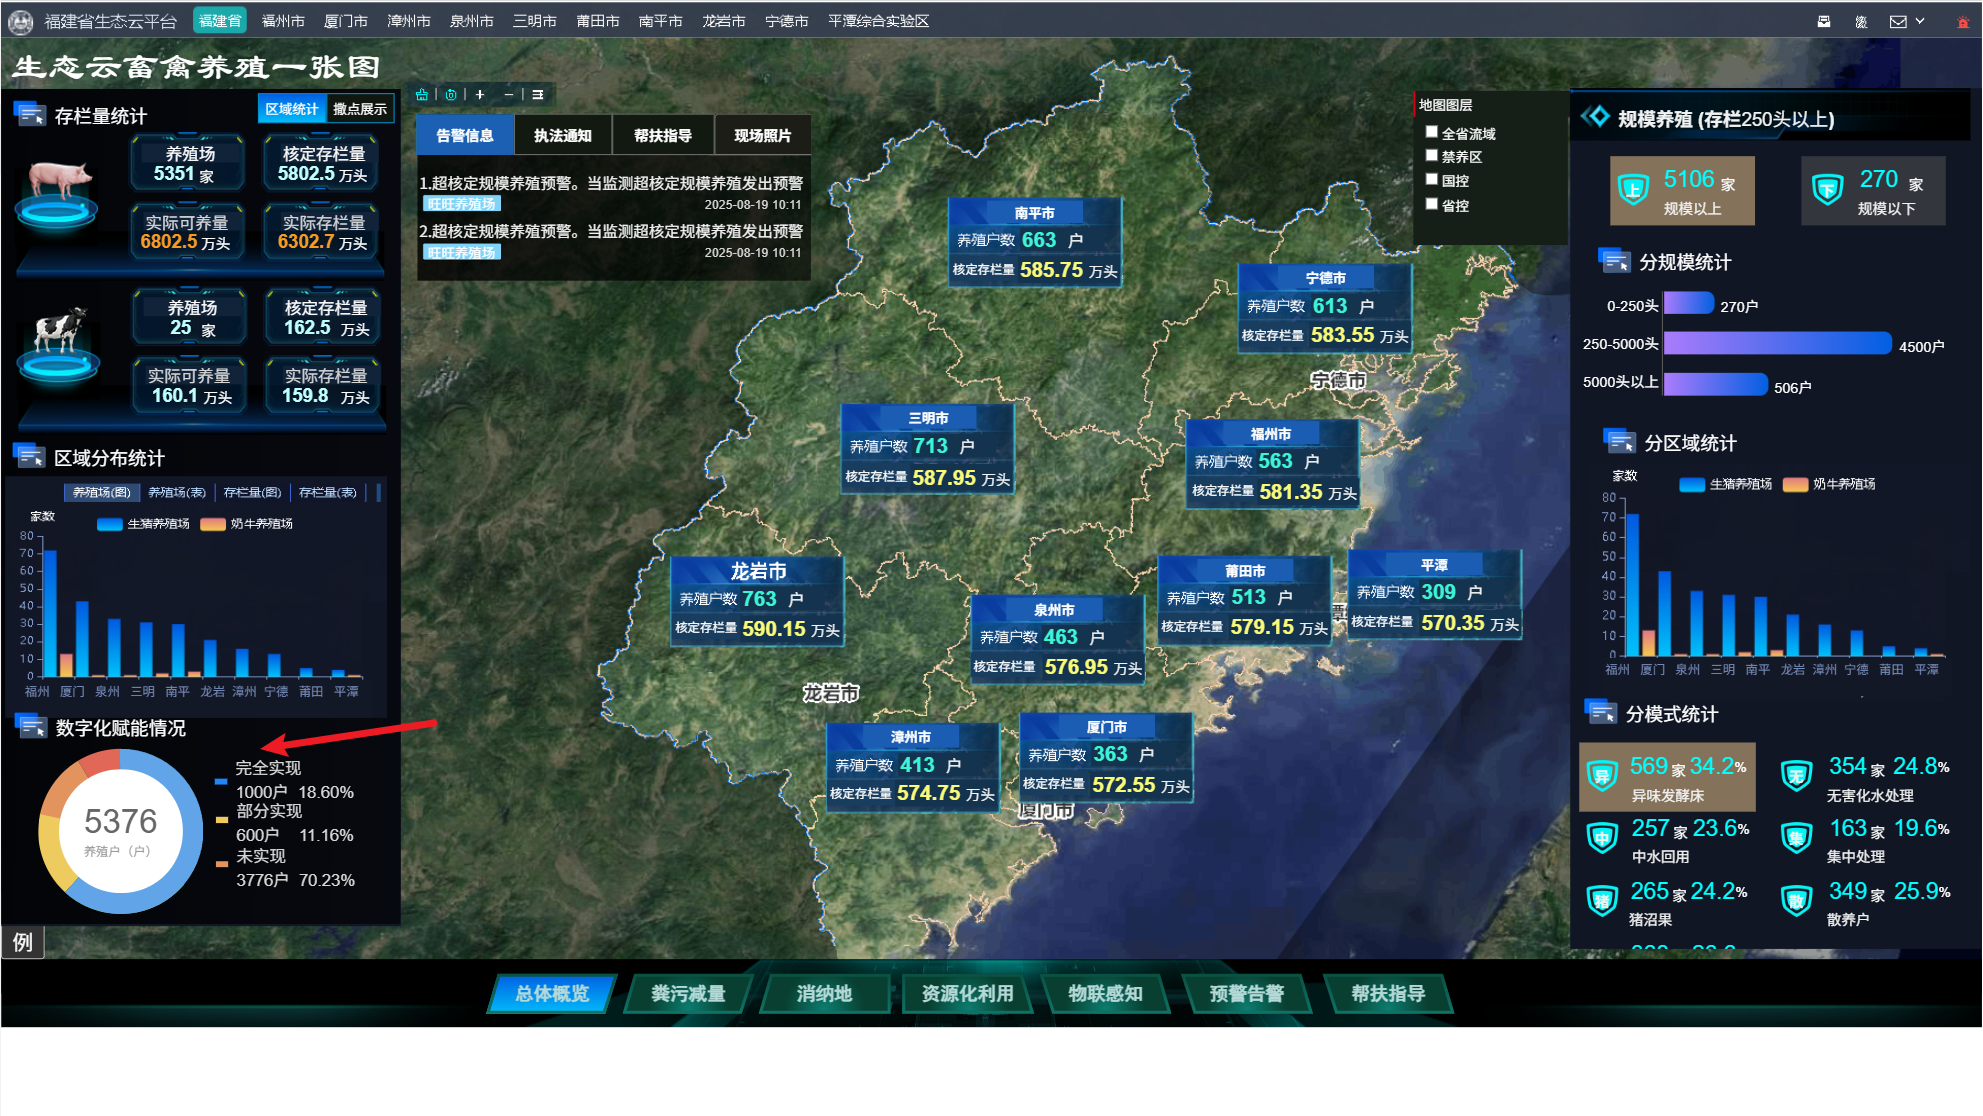 福建省生态云平台 福建省 福州市 厦门市 漳州市 泉州市 三明市 莆田市 南平市 龙岩市 宁德市 平潭综合实验区
生态云畜禽养殖一张图
存栏量统计
区域统计 撒点展示
养殖场
5351 家
核定存栏量
5802.5 万头
实际可养量
6802.5 万头
实际存栏量
6302.7 万头
养殖场
25 家
核定存栏量
162.5 万头
实际可养量
160.1 万头
实际存栏量
159.8 万头
区域分布统计
养殖场(图) 养殖场(表) 存栏量(图) 存栏量(表)
家数
生猪养殖场 奶牛养殖场
80
70
60
50
40
30
20
10
0
福州 厦门 泉州 三明 南平 龙岩 漳州 宁德 莆田 平潭
数字化赋能情况
5376
养殖户（户）
完全实现
1000户 18.60%
部分实现
600户 11.16%
未实现
3776户 70.23%
例
告警信息 执法通知 帮扶指导 现场照片
1.超核定规模养殖预警。当监测超核定规模养殖发出预警
旺旺养殖场 2025-08-19 10:11
2.超核定规模养殖预警。当监测超核定规模养殖发出预警
旺旺养殖场 2025-08-19 10:11
南平市
养殖户数 663 户
核定存栏量 585.75 万头
宁德市
养殖户数 613 户
核定存栏量 583.55 万头
宁德市
三明市
养殖户数 713 户
核定存栏量 587.95 万头
福州市
养殖户数 563 户
核定存栏量 581.35 万头
龙岩市
养殖户数 763 户
核定存栏量 590.15 万头
龙岩市
泉州市
养殖户数 463 户
核定存栏量 576.95 万头
莆田市
养殖户数 513 户
核定存栏量 579.15 万头
平潭
养殖户数 309 户
核定存栏量 570.35 万头
漳州市
养殖户数 413 户
核定存栏量 574.75 万头
厦门市
养殖户数 363 户
核定存栏量 572.55 万头
厦门市
地图图层
全省流域
禁养区
国控
省控
规模养殖 (存栏250头以上)
上 5106 家
规模以上
下 270 家
规模以下
分规模统计
0-250头 270户
250-5000头 4500户
5000头以上 506户
分区域统计
家数
生猪养殖场 奶牛养殖场
80
70
60
50
40
30
20
10
0
福州 厦门 泉州 三明 南平 龙岩 漳州 宁德 莆田 平潭
分模式统计
异 569 家 34.2%
异味发酵床
无 354 家 24.8%
无害化水处理
中 257 家 23.6%
中水回用
集 163 家 19.6%
集中处理
猪 265 家 24.2%
猪沼果
散 349 家 25.9%
散养户
总体概览 粪污减量 消纳地 资源化利用 物联感知 预警告警 帮扶指导